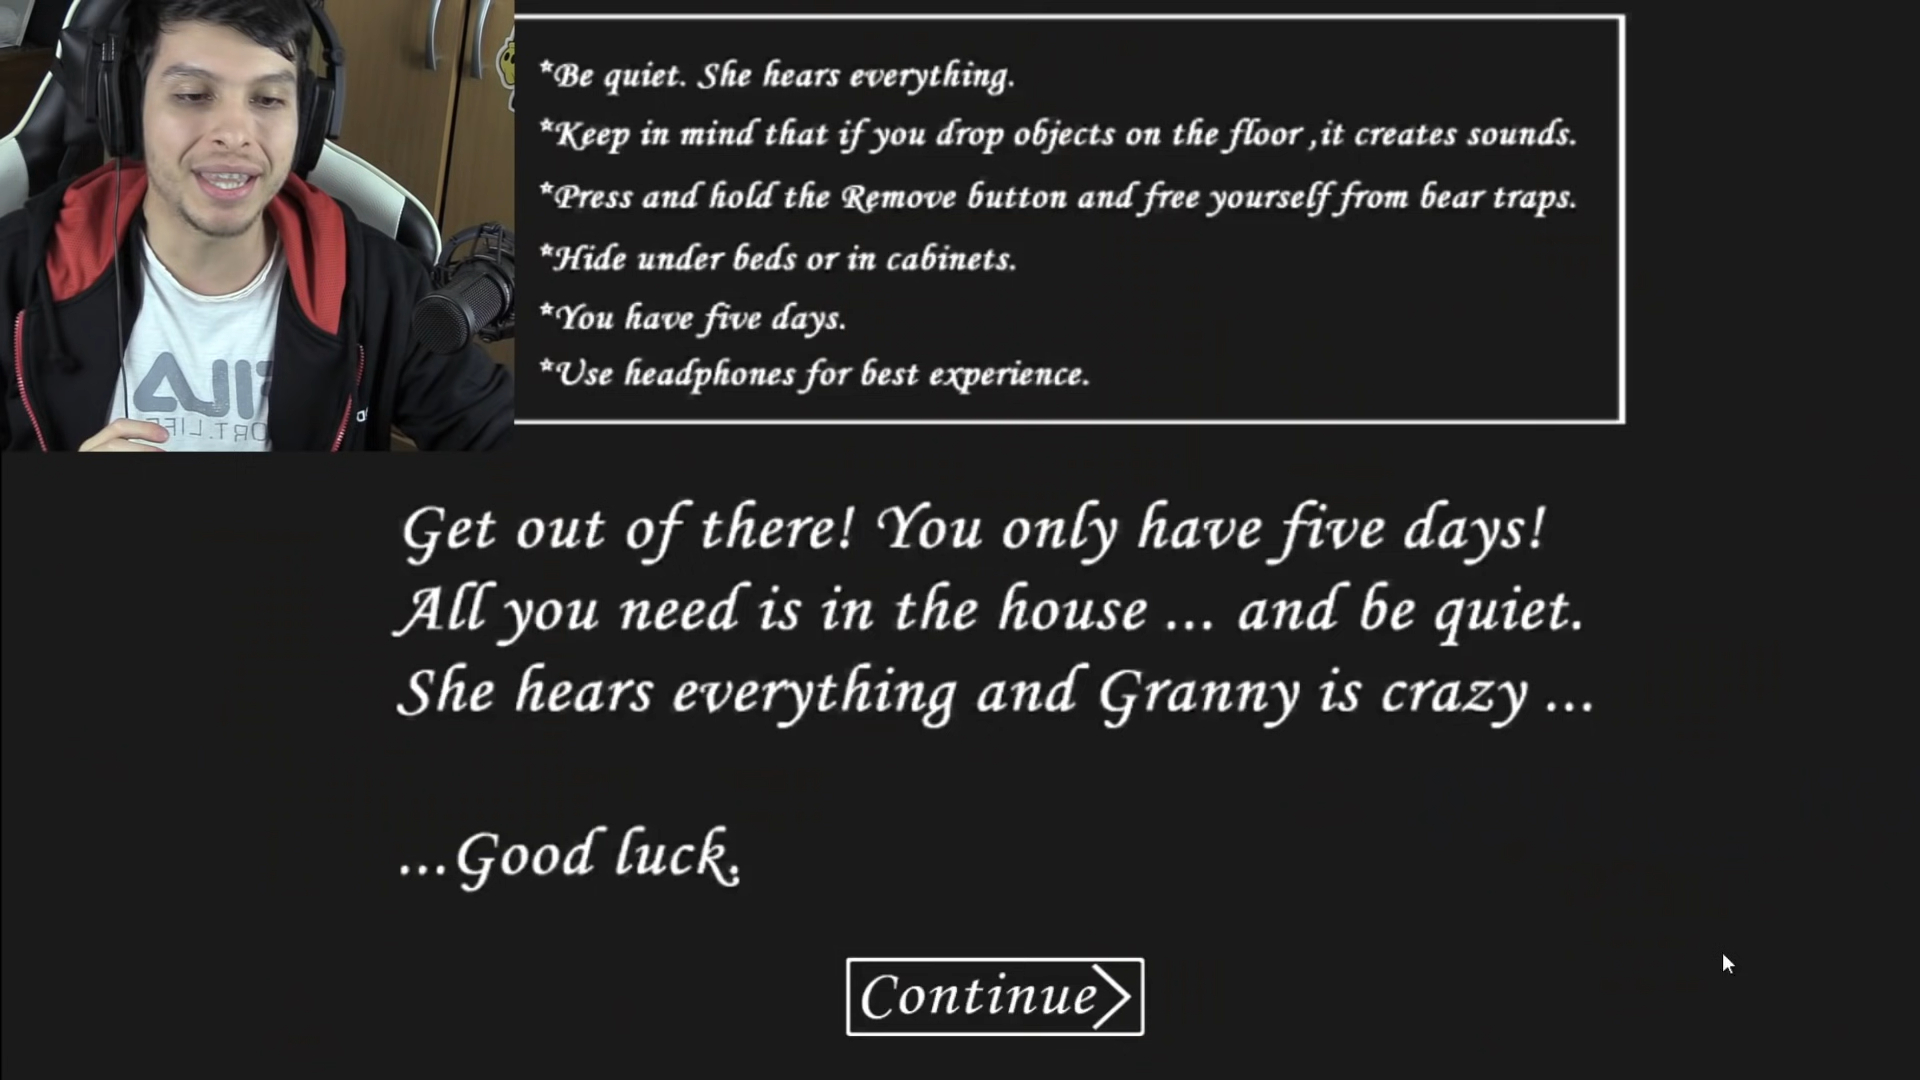 *Be quiet. She hears everything.
*Keep in mind that if you drop objects on the floor ,it creates sounds.
*Press and hold the Remove button and free yourself from bear traps.
*Hide under beds or in cabinets.
*You have five days.
*Use headphones for best experience.
Get out of there! You only have five days!
All you need is in the house ... and be quiet.
She hears everything and Granny is crazy ...
...Good luck.
Continue>